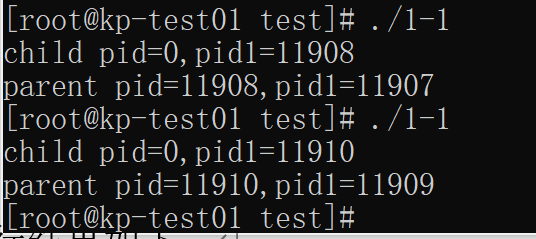 [root@kp-test01 test]# ./1-1
child pid=0,pid1=11908
parent pid=11908,pid1=11907
[root@kp-test01 test]# ./1-1
child pid=0,pid1=11910
parent pid=11910,pid1=11909
[root@kp-test01 test]#